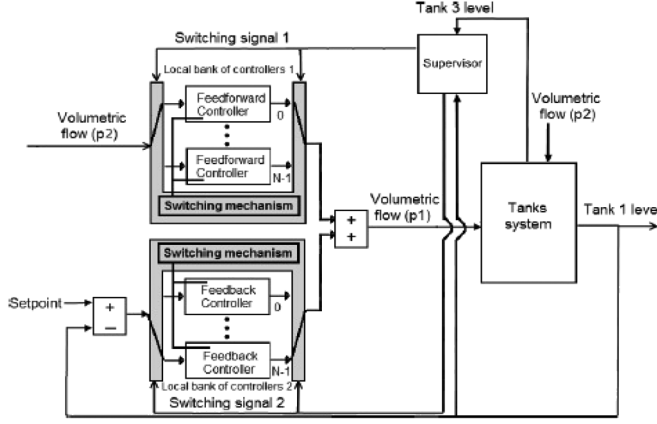 Tank 3 level
Switching signal 1
Supervisor
Local bank of controllers 1
Feedforward
Controller
0
Volumetric
flow (p2)
Volumetric
flow (p2)
Feedforward
Controller
N-1
Switching mechanism
Volumetric
flow (p1)
Tanks
system
Tank 1 leve
+
+
Switching mechanism
Setpoint
+
–
Feedback
Controller
0
Feedback
Controller
N-1
Local bank of controllers 2
Switching signal 2